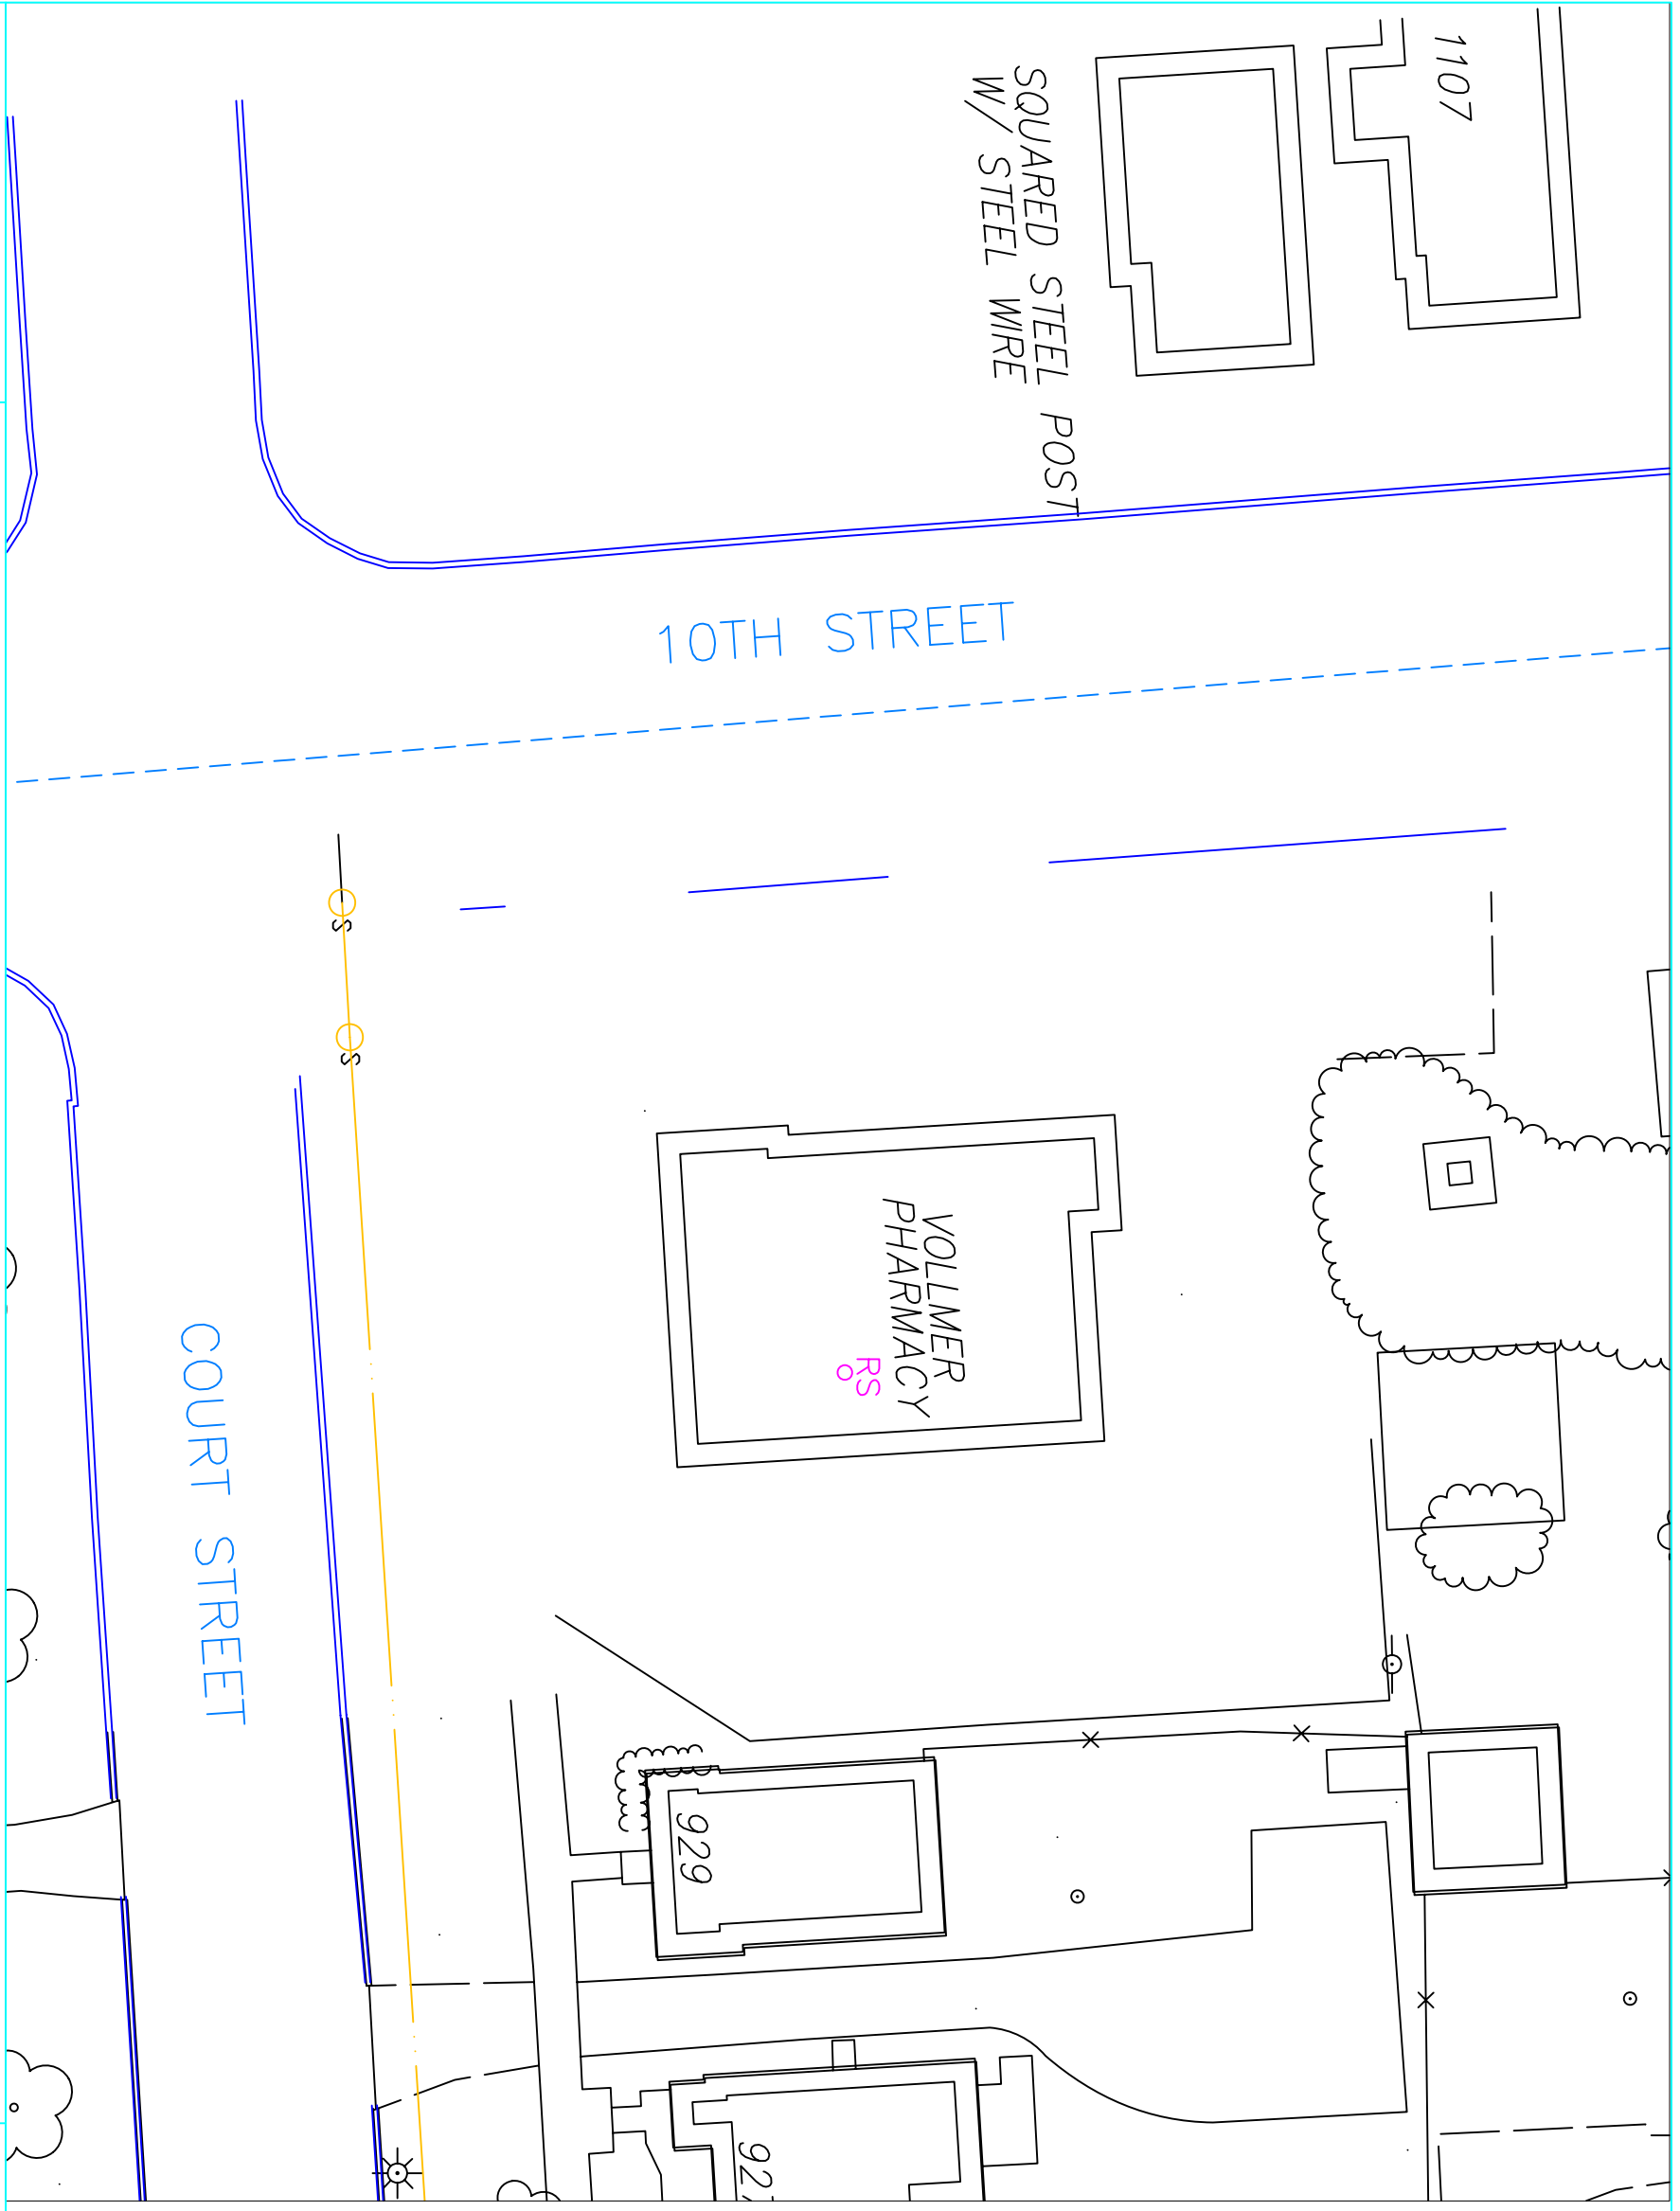 1107
SQUARED STEEL POST
W/ STEEL WIRE
10TH STREET
S
S
VOLLMER
PHARMACY
RS
COURT STREET
929